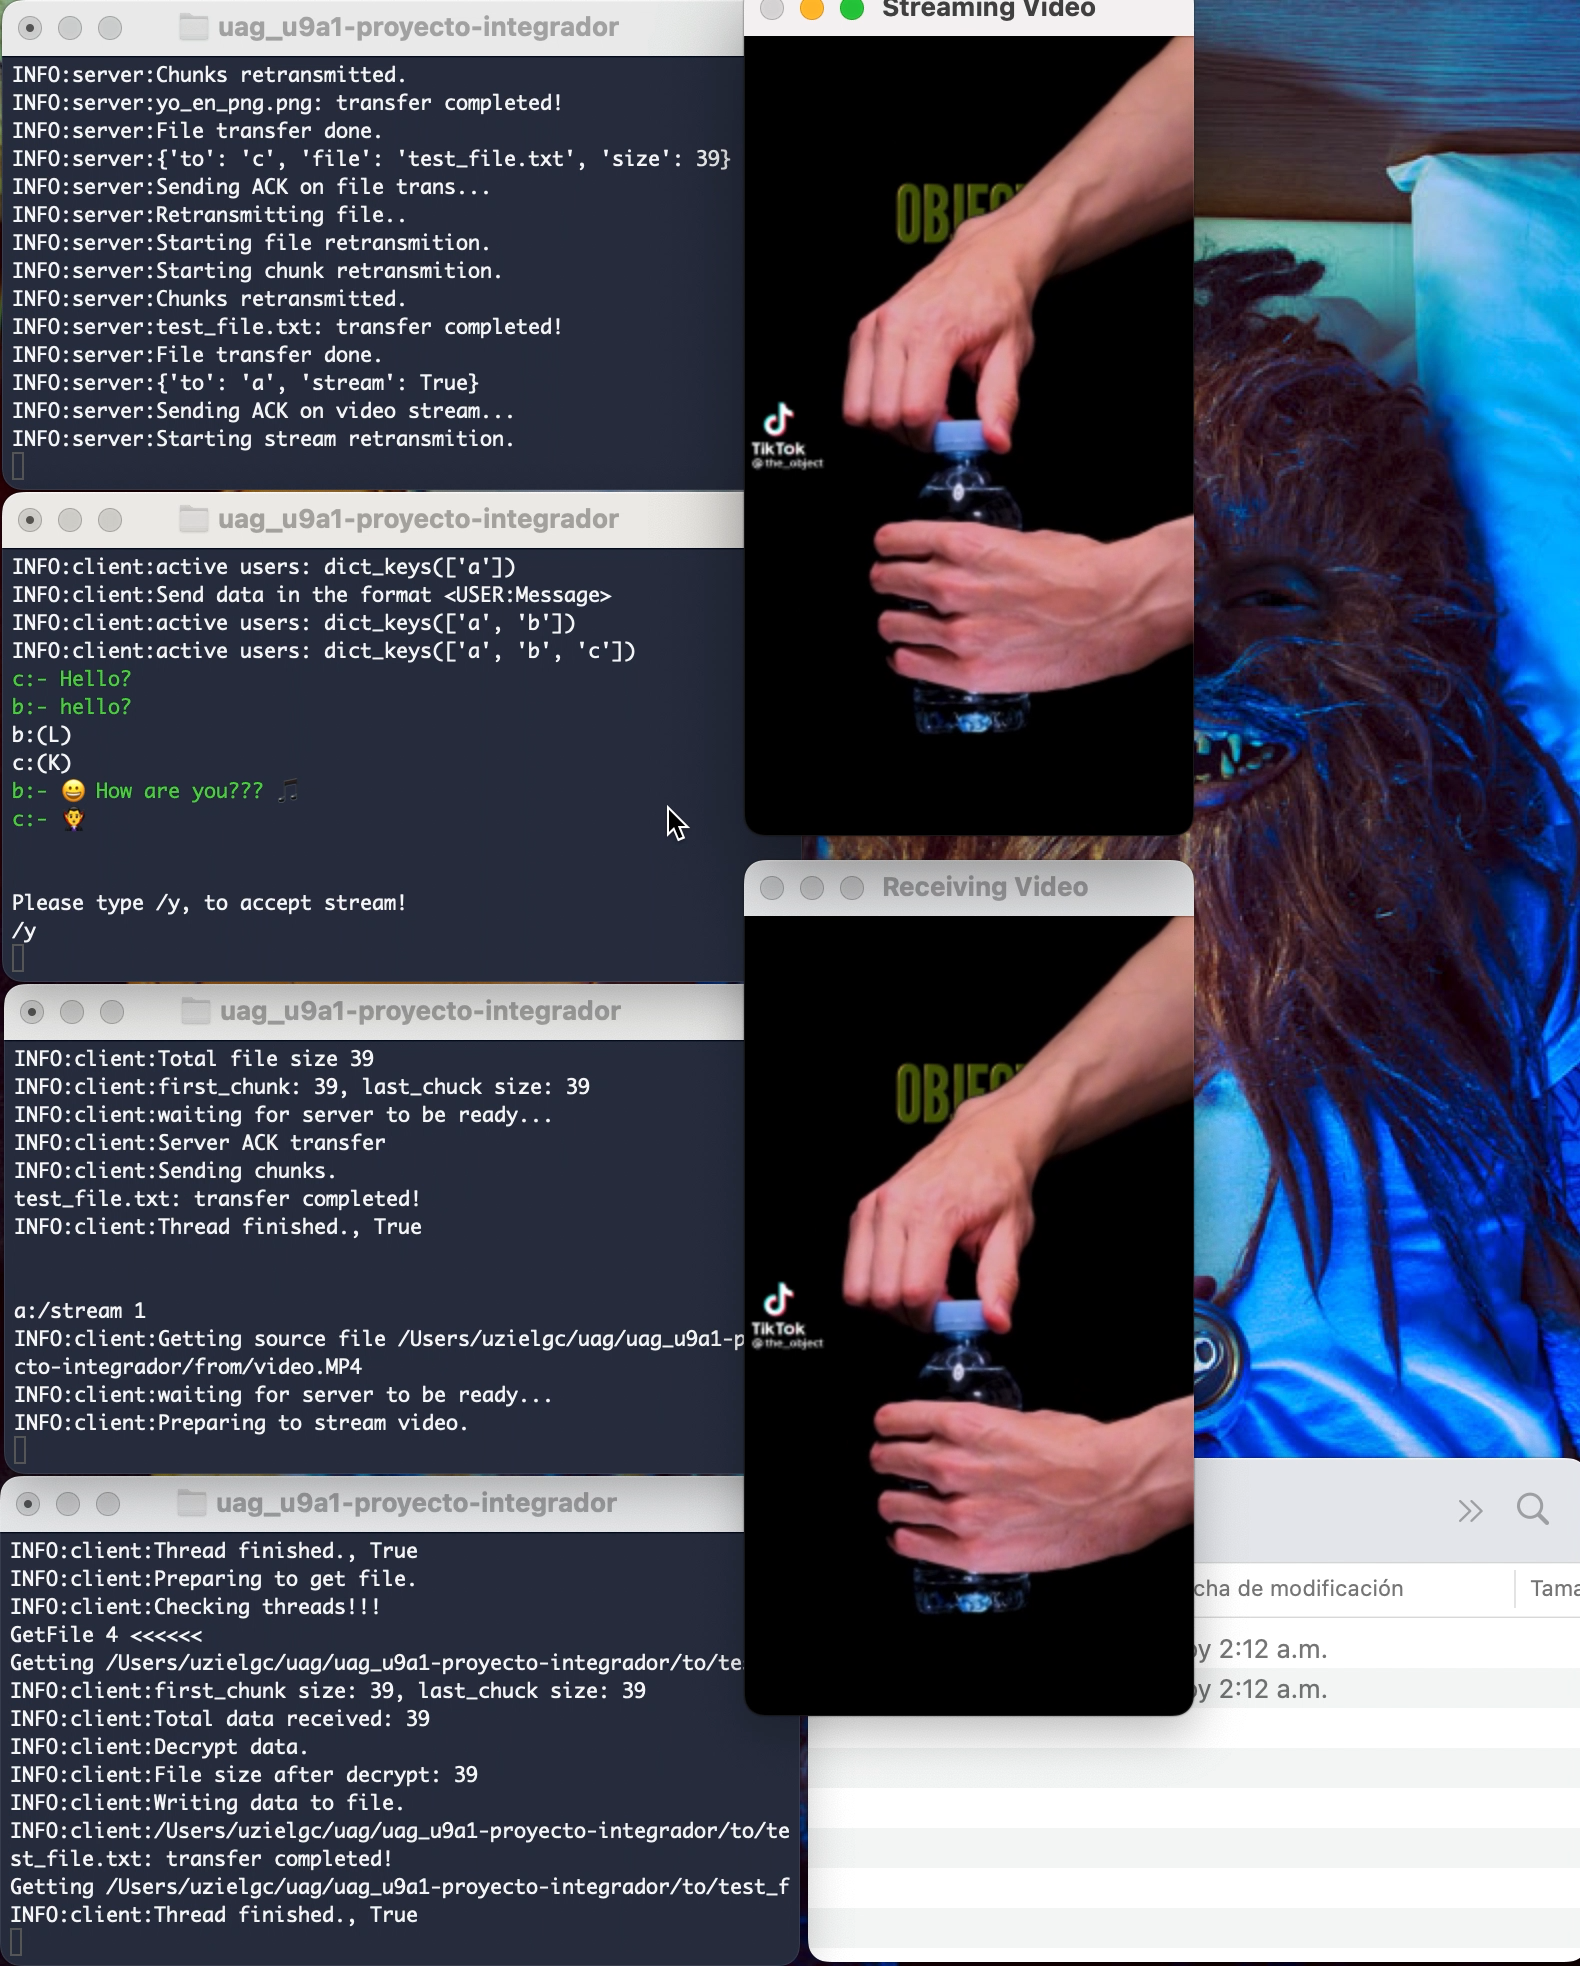 uag_u9a1-proyecto-integrador
INFO:server:Chunks retransmitted.
INFO:server:yo_en_png.png: transfer completed!
INFO:server:File transfer done.
INFO:server:{'to': 'c', 'file': 'test_file.txt', 'size': 39}
INFO:server:Sending ACK on file trans...
INFO:server:Retransmitting file..
INFO:server:Starting file retransmition.
INFO:server:Starting chunk retransmition.
INFO:server:Chunks retransmitted.
INFO:server:test_file.txt: transfer completed!
INFO:server:File transfer done.
INFO:server:{'to': 'a', 'stream': True}
INFO:server:Sending ACK on video stream...
INFO:server:Starting stream retransmition.
uag_u9a1-proyecto-integrador
INFO:client:active users: dict_keys(['a'])
INFO:client:Send data in the format <USER:Message>
INFO:client:active users: dict_keys(['a', 'b'])
INFO:client:active users: dict_keys(['a', 'b', 'c'])
c:- Hello?
b:- hello?
b:(L)
c:(K)
b:- 😀 How are you??? 🎵
c:- 🧛
Please type /y, to accept stream!
/y
uag_u9a1-proyecto-integrador
INFO:client:Total file size 39
INFO:client:first_chunk: 39, last_chuck size: 39
INFO:client:waiting for server to be ready...
INFO:client:Server ACK transfer
INFO:client:Sending chunks.
test_file.txt: transfer completed!
INFO:client:Thread finished., True
a:/stream 1
INFO:client:Getting source file /Users/uzielgc/uag/uag_u9a1-p
cto-integrador/from/video.MP4
INFO:client:waiting for server to be ready...
INFO:client:Preparing to stream video.
uag_u9a1-proyecto-integrador
INFO:client:Thread finished., True
INFO:client:Preparing to get file.
INFO:client:Checking threads!!!
GetFile 4 <<<<<<
Getting /Users/uzielgc/uag/uag_u9a1-proyecto-integrador/to/te
INFO:client:first_chunk size: 39, last_chuck size: 39
INFO:client:Total data received: 39
INFO:client:Decrypt data.
INFO:client:File size after decrypt: 39
INFO:client:Writing data to file.
INFO:client:/Users/uzielgc/uag/uag_u9a1-proyecto-integrador/to/te
st_file.txt: transfer completed!
Getting /Users/uzielgc/uag/uag_u9a1-proyecto-integrador/to/test_f
INFO:client:Thread finished., True
Streaming Video
OBJEC
TikTok
@the_object
Receiving Video
OBJEC
TikTok
@the_object
cha de modificación
Tama
y 2:12 a.m.
y 2:12 a.m.